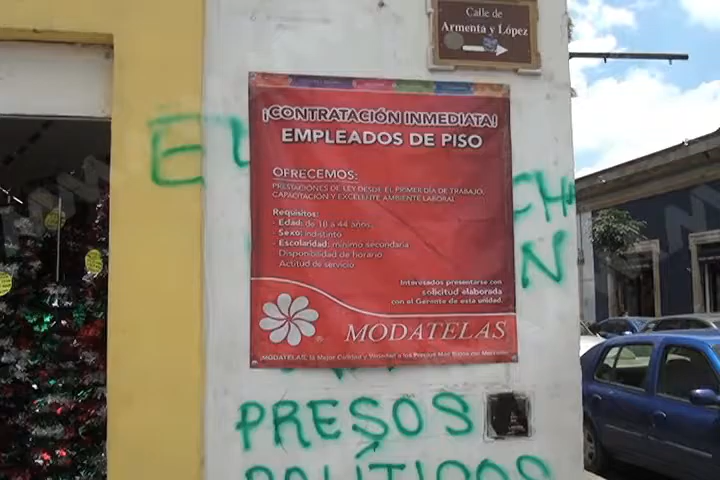 Calle de
Armenta y López
¡CONTRATACIÓN INMEDIATA!
EMPLEADOS DE PISO
OFRECEMOS:
PRESTACIONES DE LEY DESDE EL PRIMER DÍA DE TRABAJO,
CAPACITACIÓN Y EXCELENTE AMBIENTE LABORAL
Requisitos:
- Edad: de 18 a 44 años.
- Sexo: indistinto
- Escolaridad: mínimo secundaria
Disponibilidad de horario
Actitud de servicio
Interesados presentarse con
solicitud elaborada
con el Gerente de esta unidad.
MODATELAS
¡MODATELAS, la Mejor Calidad y Variedad a los Precios Más Bajos del Mercado!
PRESOS
POLÍTICOS